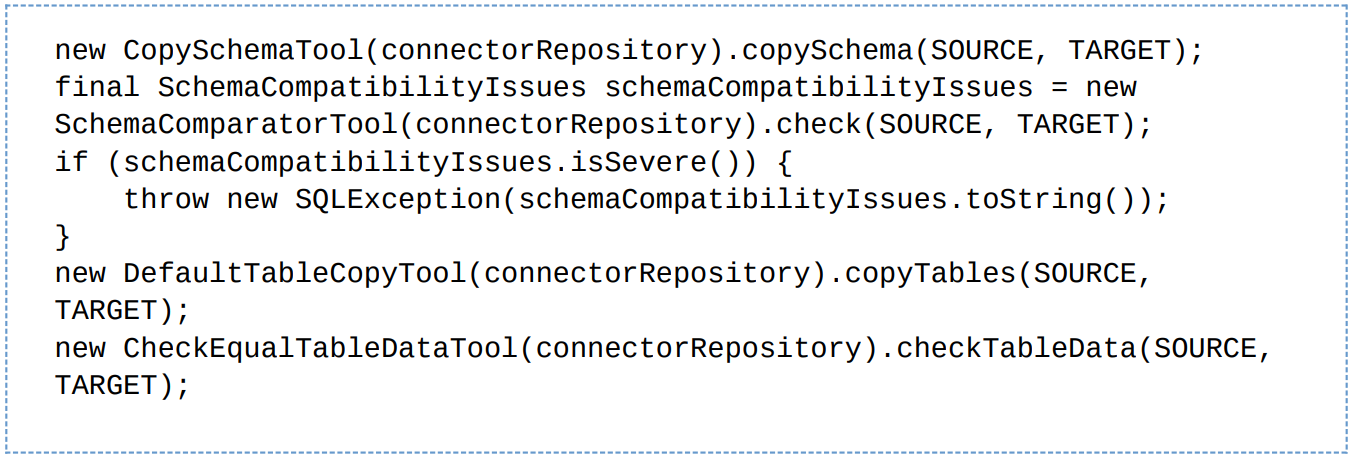 new CopySchemaTool(connectorRepository).copySchema(SOURCE, TARGET);
final SchemaCompatibilityIssues schemaCompatibilityIssues = new
SchemaComparatorTool(connectorRepository).check(SOURCE, TARGET);
if (schemaCompatibilityIssues.isSevere()) {
    throw new SQLException(schemaCompatibilityIssues.toString());
}
new DefaultTableCopyTool(connectorRepository).copyTables(SOURCE,
TARGET);
new CheckEqualTableDataTool(connectorRepository).checkTableData(SOURCE,
TARGET);